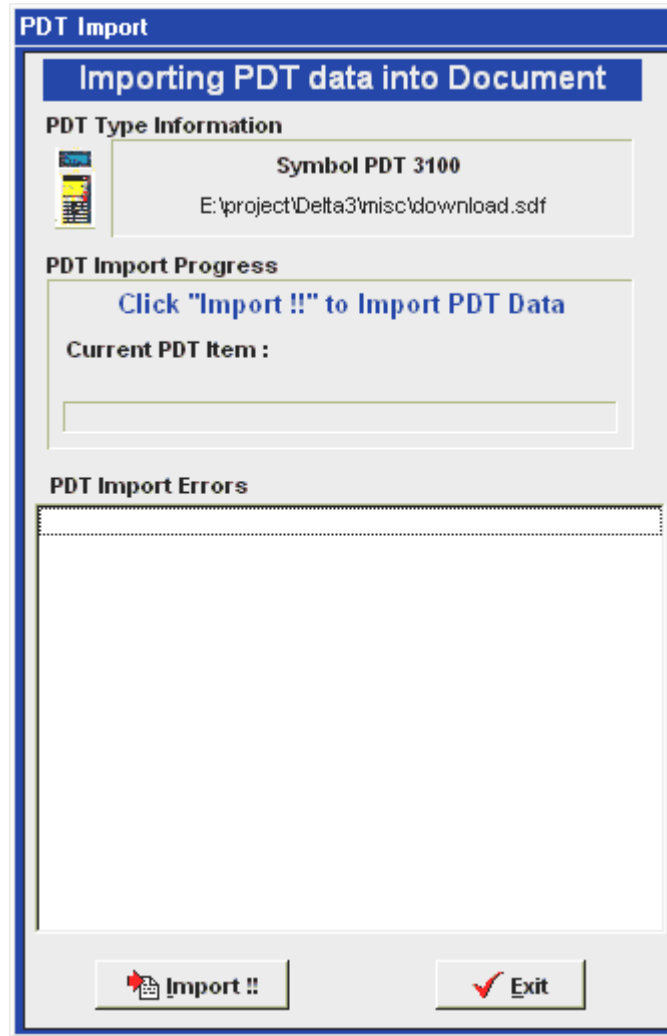 PDT Import
Importing PDT data into Document
PDT Type Information
Symbol PDT 3100
E:\project\Delta3\misc\download.sdf
PDT Import Progress
Click "Import !!" to Import PDT Data
Current PDT Item :
PDT Import Errors
Import !!
Exit